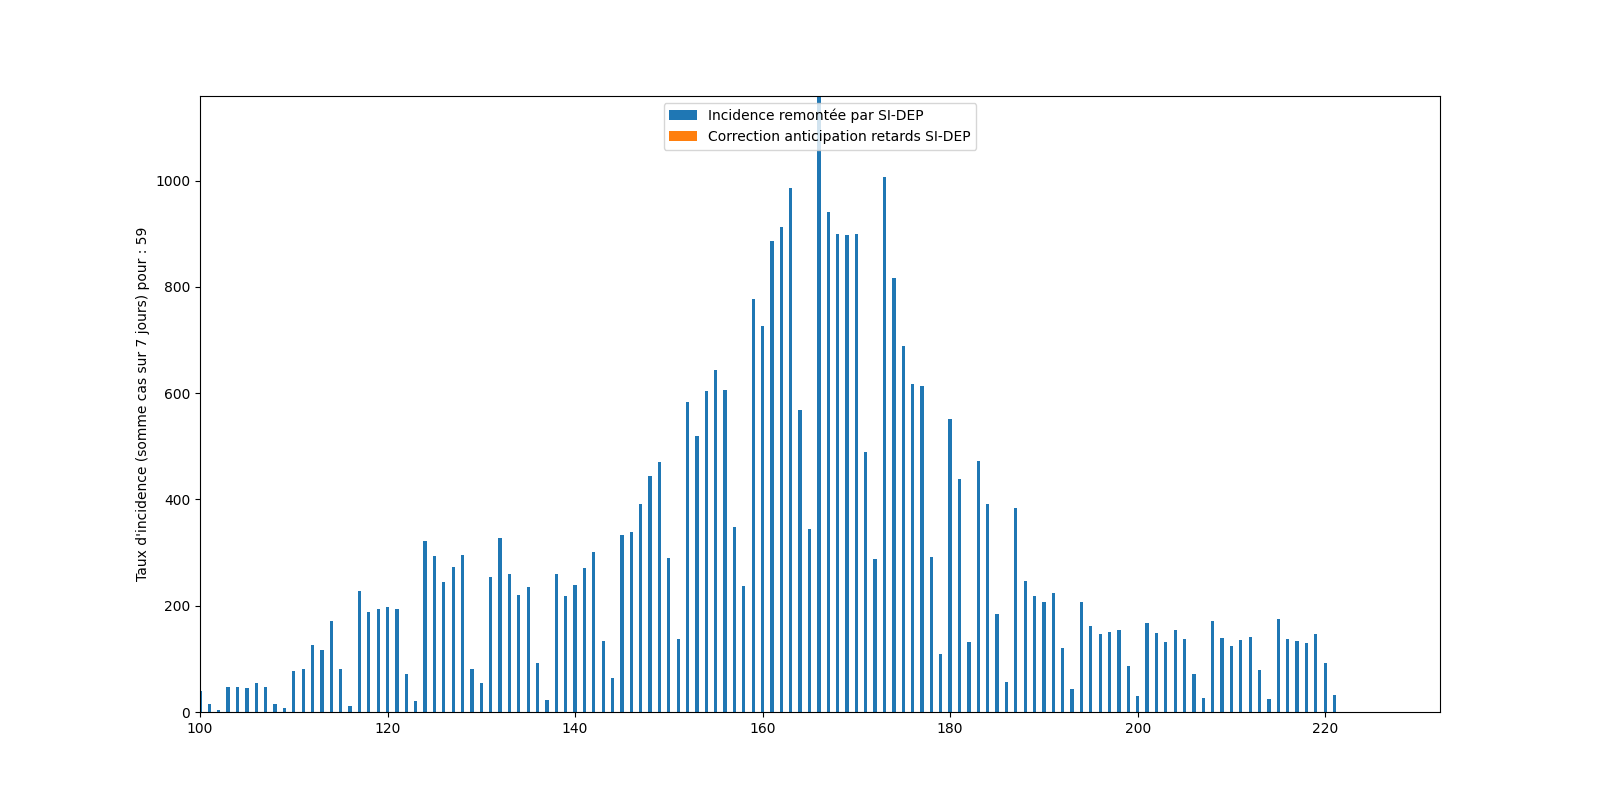 Incidence remontée par SI-DEP
Correction anticipation retards SI-DEP
Taux d'incidence (somme cas sur 7 jours) pour : 59
1000
800
600
400
200
0
100 120 140 160 180 200 220